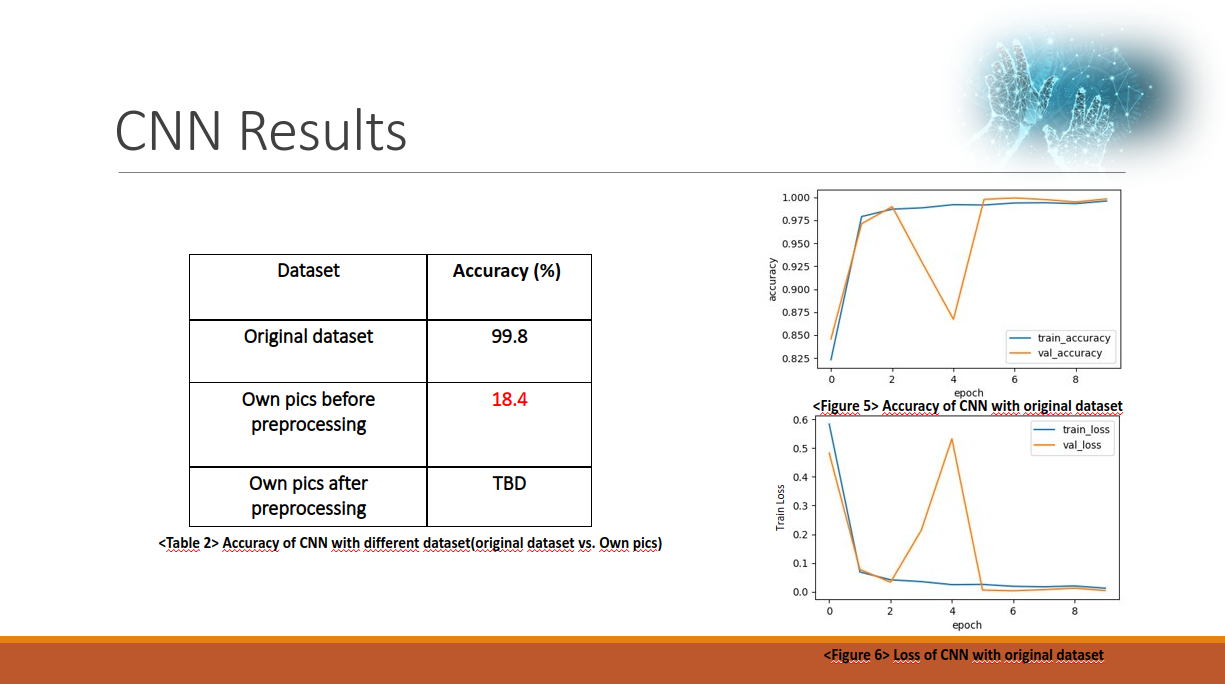 CNN Results
Dataset
Accuracy (%)
Original dataset
99.8
Own pics before
preprocessing
18.4
Own pics after
preprocessing
TBD
<Table 2> Accuracy of CNN with different dataset(original dataset vs. Own pics)
1.000
0.975
0.950
0.925
0.900
0.875
0.850
0.825
accuracy
train_accuracy
val_accuracy
0 2 4 6 8
epoch
<Figure 5> Accuracy of CNN with original dataset
0.6
0.5
0.4
0.3
0.2
0.1
0.0
Train Loss
train_loss
val_loss
0 2 4 6 8
epoch
<Figure 6> Loss of CNN with original dataset